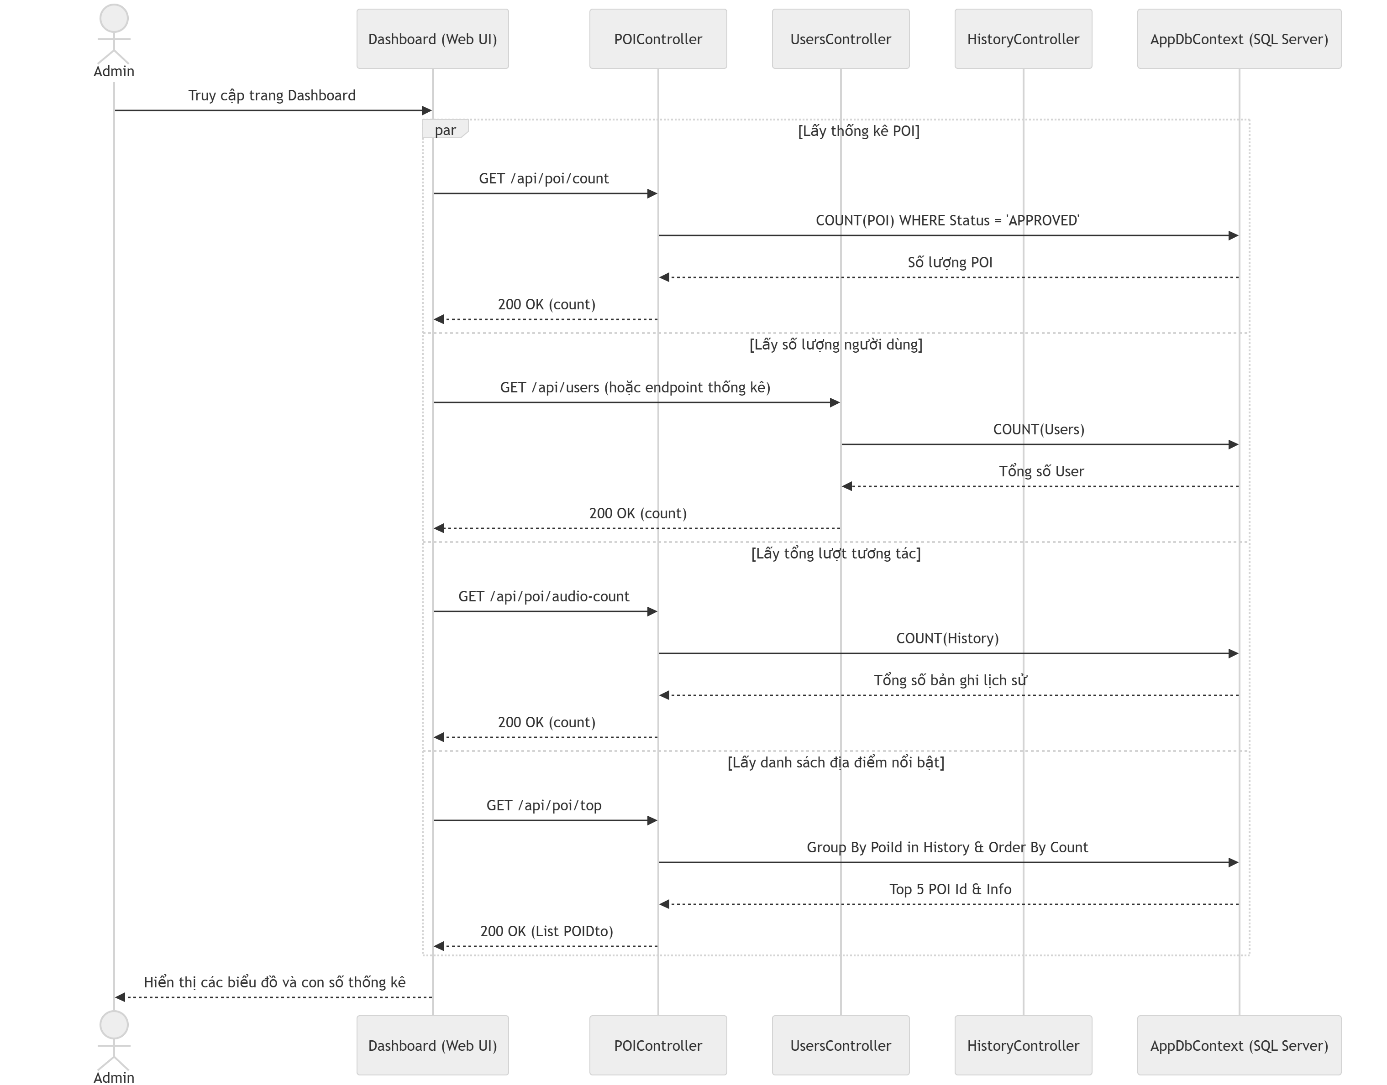 Admin
Dashboard (Web UI)
POIController
UsersController
HistoryController
AppDbContext (SQL Server)
Truy cập trang Dashboard
par
[Lấy thống kê POI]
GET /api/poi/count
COUNT(POI) WHERE Status = 'APPROVED'
Số lượng POI
200 OK (count)
[Lấy số lượng người dùng]
GET /api/users (hoặc endpoint thống kê)
COUNT(Users)
Tổng số User
200 OK (count)
[Lấy tổng lượt tương tác]
GET /api/poi/audio-count
COUNT(History)
Tổng số bản ghi lịch sử
200 OK (count)
[Lấy danh sách địa điểm nổi bật]
GET /api/poi/top
Group By PoiId in History & Order By Count
Top 5 POI Id & Info
200 OK (List POIDto)
Hiển thị các biểu đồ và con số thống kê
Admin
Dashboard (Web UI)
POIController
UsersController
HistoryController
AppDbContext (SQL Server)